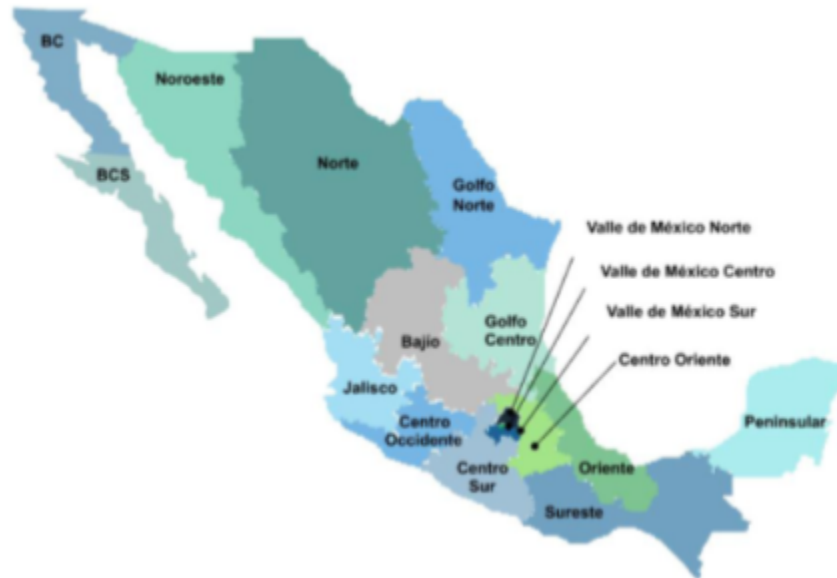 BC
Noroeste
BCS
Norte
Golfo
Norte
Valle de México Norte
Valle de México Centro
Valle de México Sur
Golfo
Centro
Bajío
Centro Oriente
Jalisco
Centro
Occidente
Peninsular
Centro
Sur
Oriente
Sureste